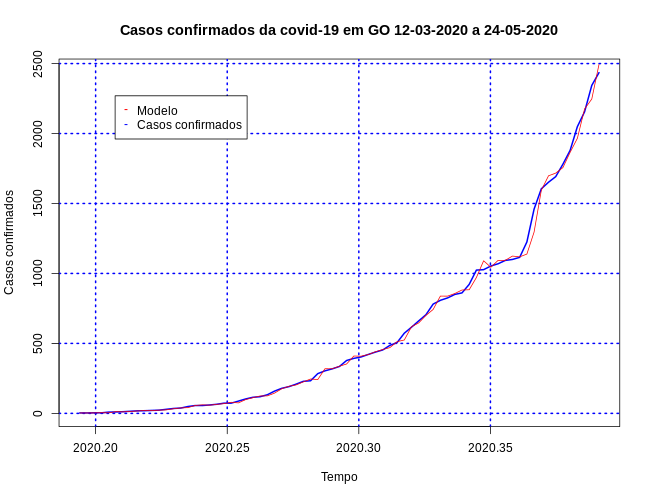 Casos confirmados da covid-19 em GO 12-03-2020 a 24-05-2020
Modelo
Casos confirmados
Casos confirmados
2500
2000
1500
1000
500
0
2020.20 2020.25 2020.30 2020.35
Tempo